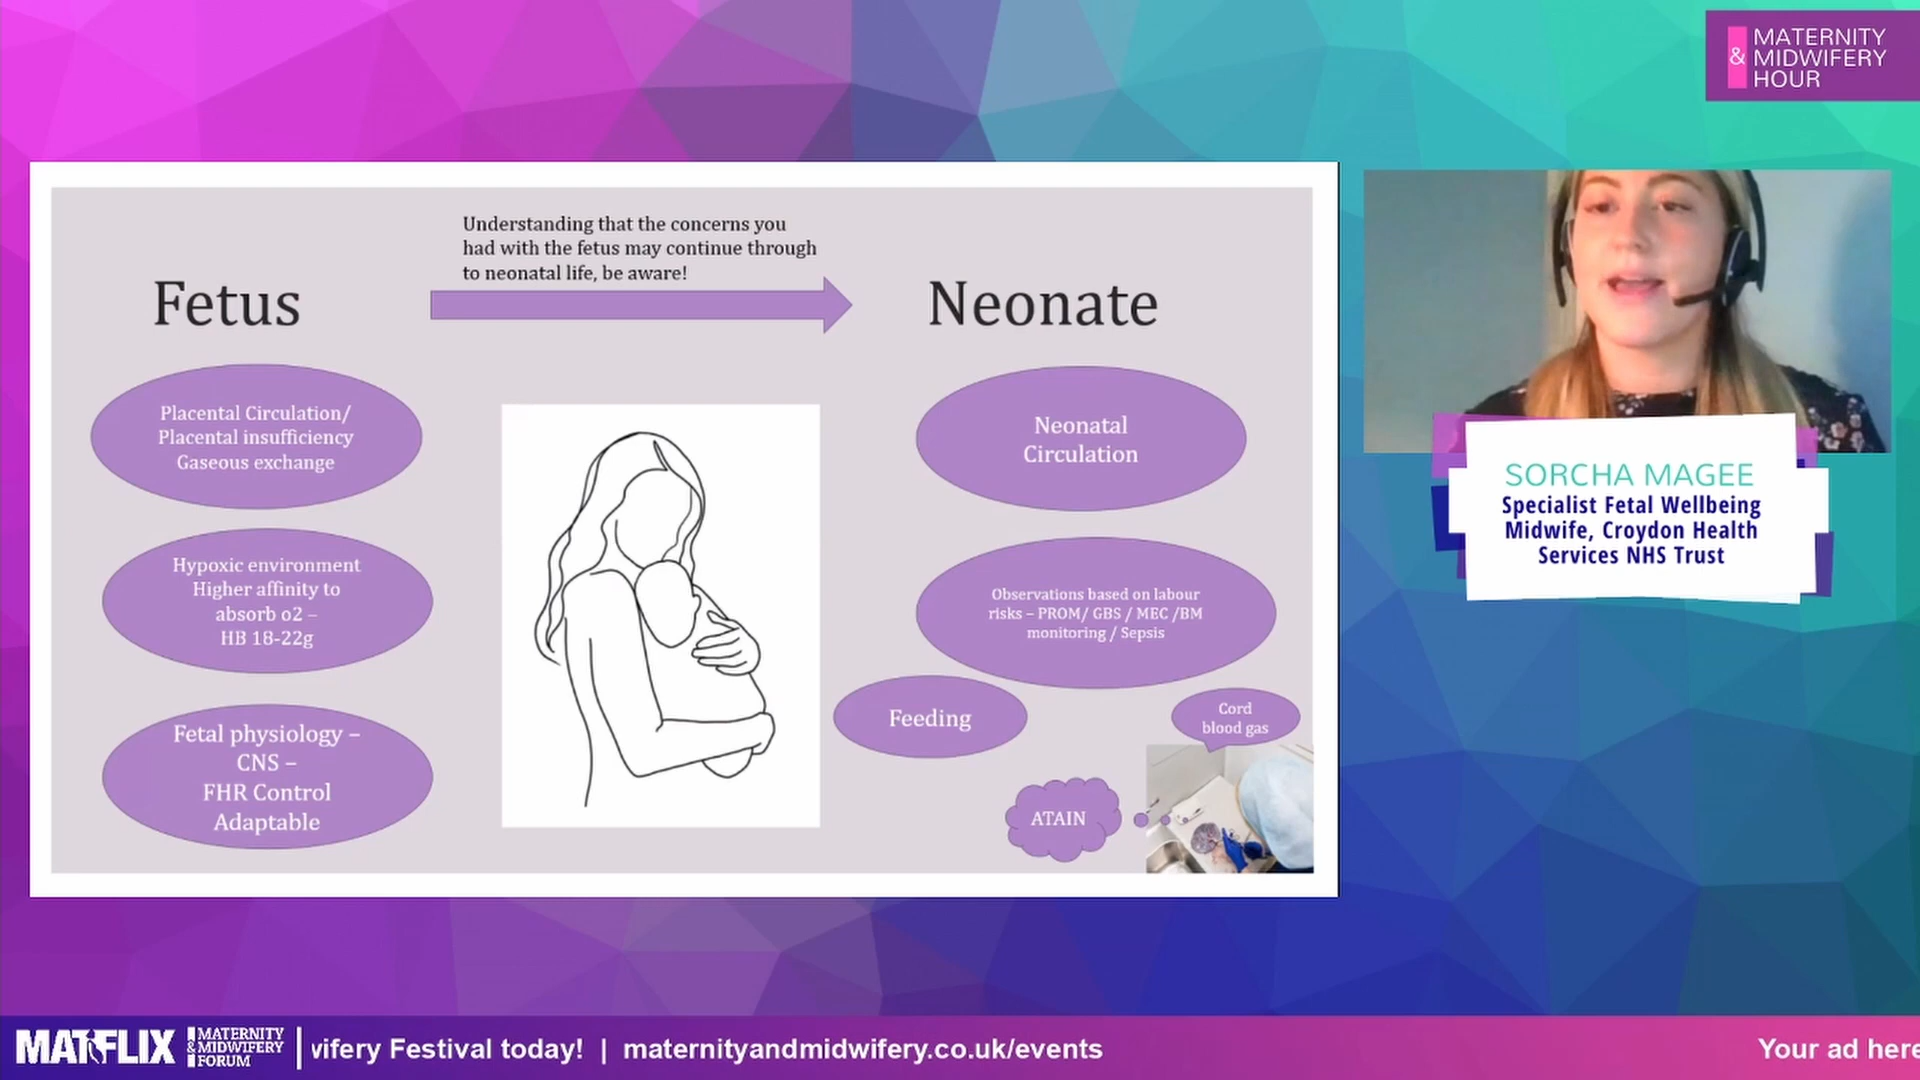 MATERNITY
& MIDWIFERY
HOUR
Understanding that the concerns you
had with the fetus may continue through
to neonatal life, be aware!
Fetus
Neonate
Placental Circulation/
Placental insufficiency
Gaseous exchange
Hypoxic environment
Higher affinity to
absorb o2 –
HB 18-22g
Fetal physiology –
CNS –
FHR Control
Adaptable
Neonatal
Circulation
Observations based on labour
risks – PROM/ GBS / MEC /BM
monitoring / Sepsis
Feeding
Cord
blood gas
ATAIN
SORCHA MAGEE
Specialist Fetal Wellbeing
Midwife, Croydon Health
Services NHS Trust
MATFLIX
MATERNITY
& MIDWIFERY
FORUM
wifery Festival today! | maternityandmidwifery.co.uk/events
Your ad here